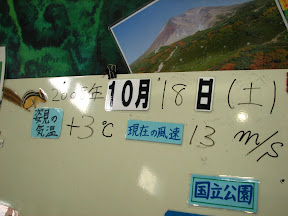 10月 18日 (土)
姿見の
気温 +3℃ 現在の風速 13 m/s
国立公園